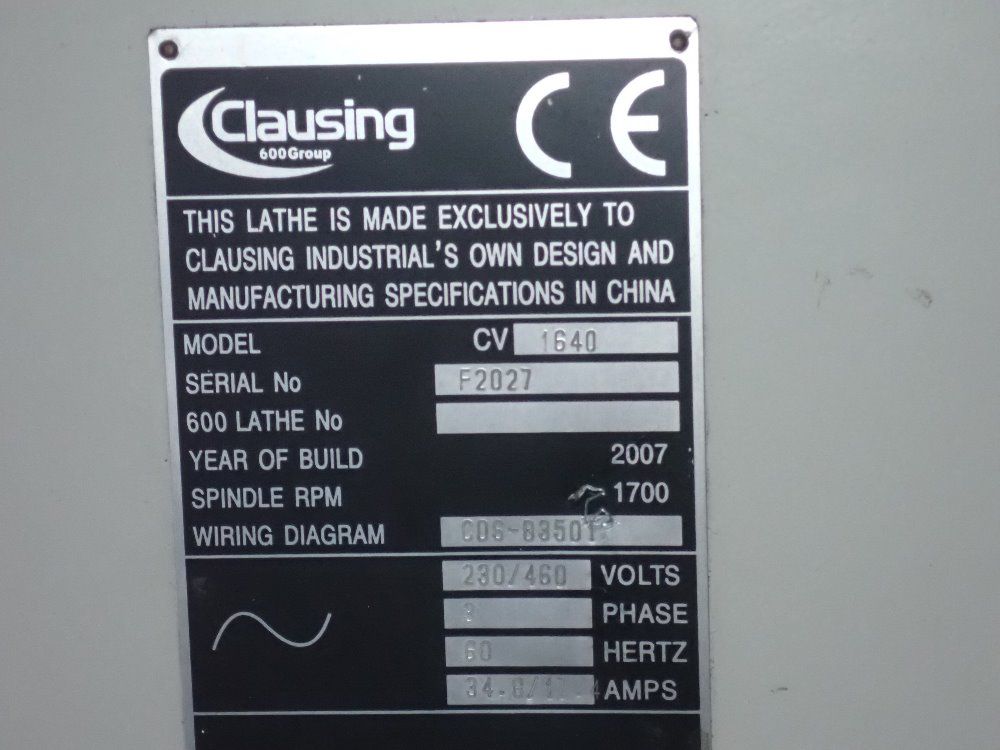 Clausing
600Group
CE
THIS LATHE IS MADE EXCLUSIVELY TO
CLAUSING INDUSTRIAL'S OWN DESIGN AND
MANUFACTURING SPECIFICATIONS IN CHINA
MODEL CV 1640
SERIAL No F2027
600 LATHE No
YEAR OF BUILD 2007
SPINDLE RPM 1700
WIRING DIAGRAM
230/460 VOLTS
3 PHASE
60 HERTZ
AMPS